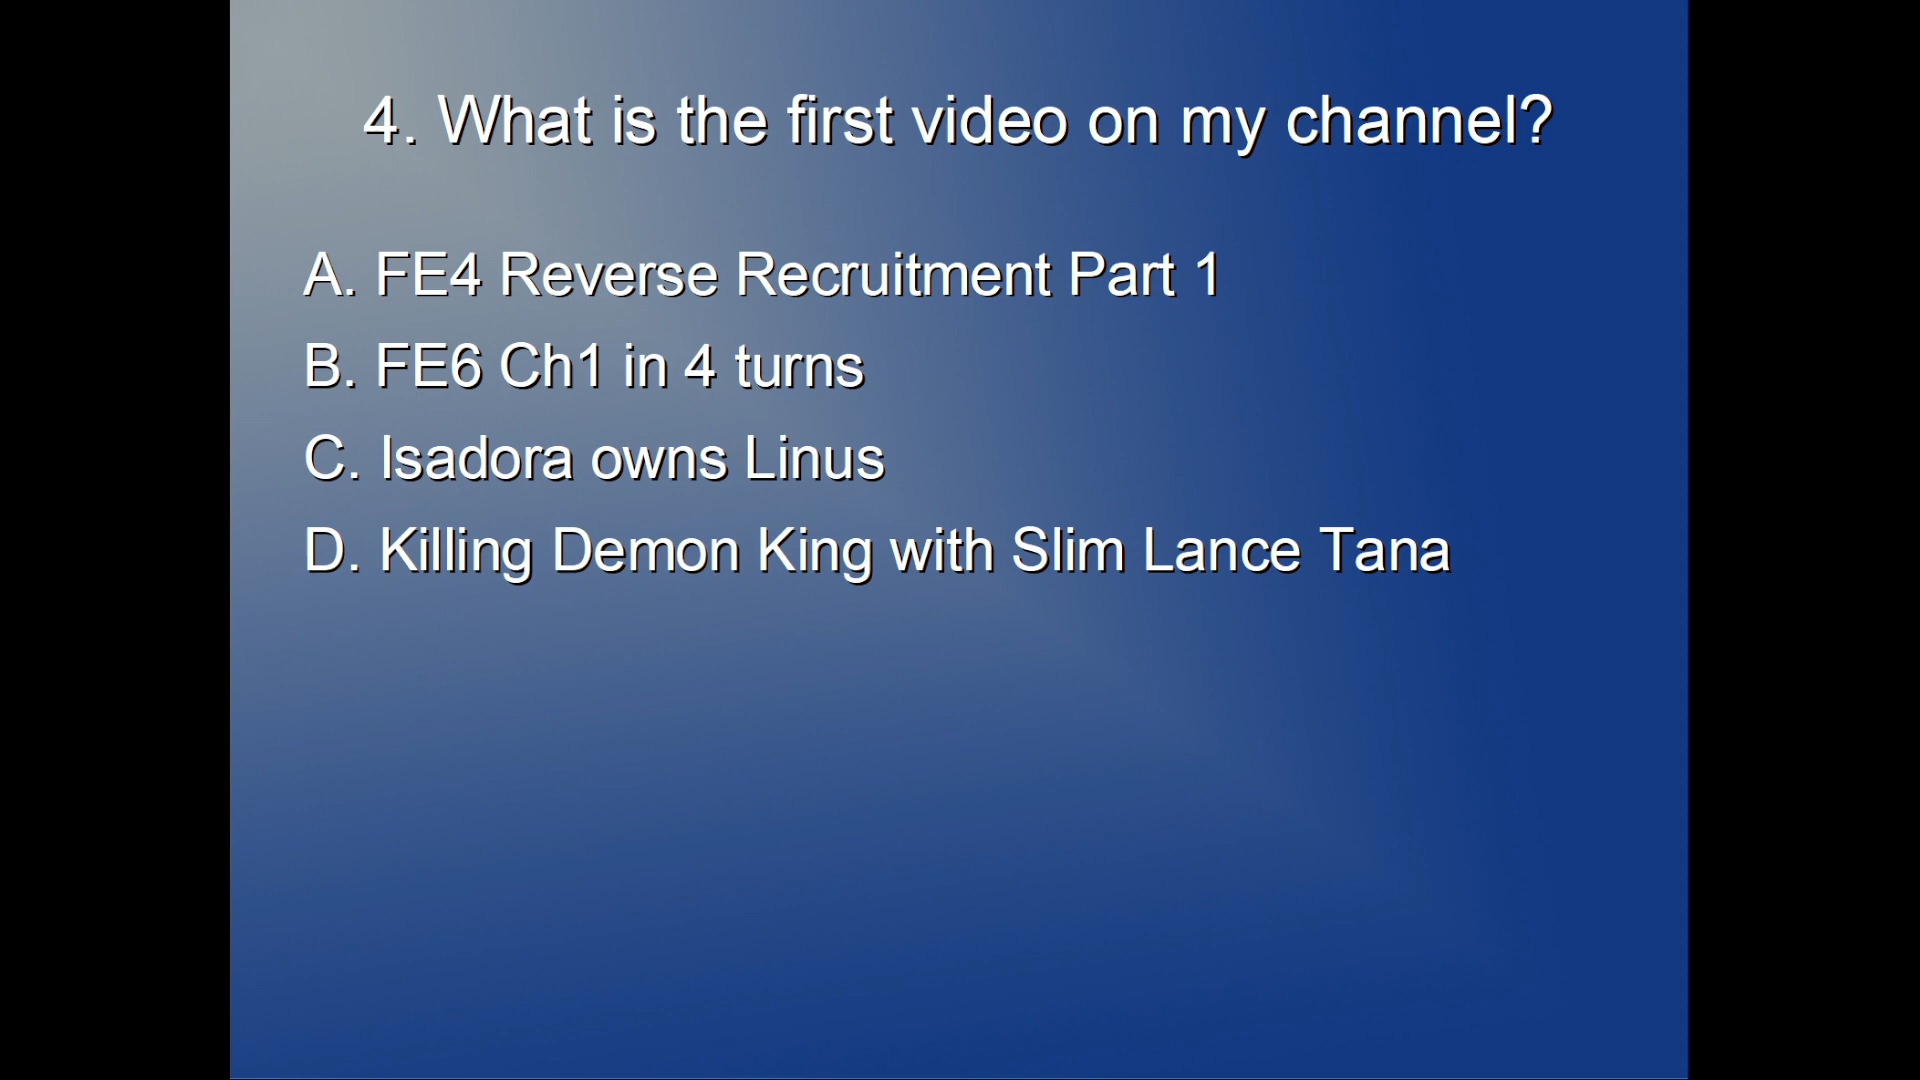 4. What is the first video on my channel?
A. FE4 Reverse Recruitment Part 1
B. FE6 Ch1 in 4 turns
C. Isadora owns Linus
D. Killing Demon King with Slim Lance Tana